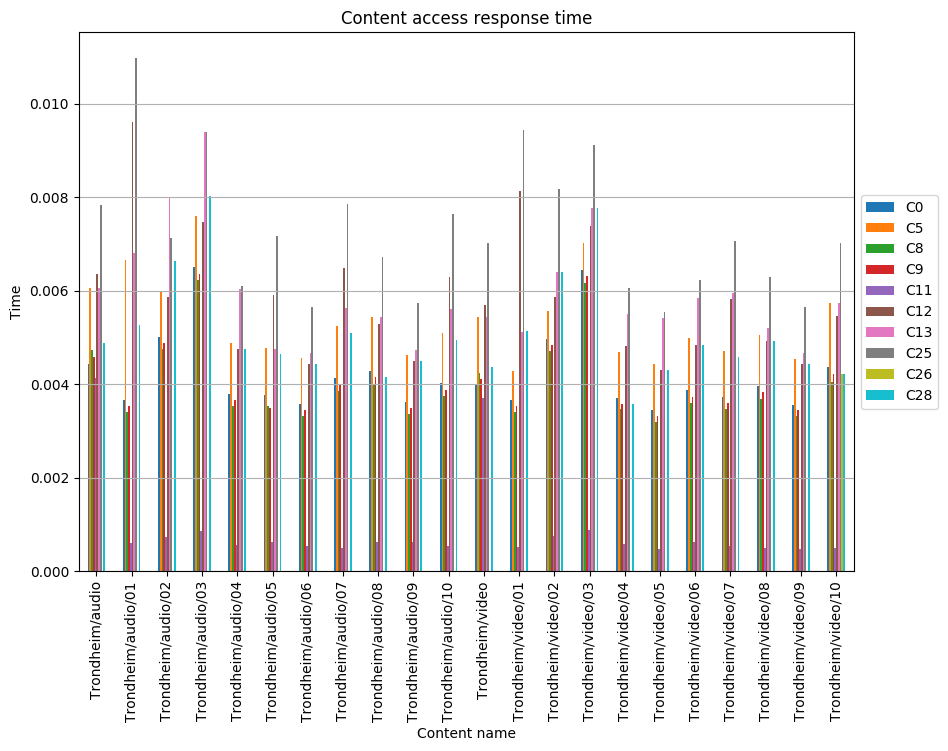 Content access response time
Time
0.010
0.008
0.006
0.004
0.002
0.000
C0
C5
C8
C9
C11
C12
C13
C25
C26
C28
Trondheim/audio
Trondheim/audio/01
Trondheim/audio/02
Trondheim/audio/03
Trondheim/audio/04
Trondheim/audio/05
Trondheim/audio/06
Trondheim/audio/07
Trondheim/audio/08
Trondheim/audio/09
Trondheim/audio/10
Trondheim/video
Trondheim/video/01
Trondheim/video/02
Trondheim/video/03
Trondheim/video/04
Trondheim/video/05
Trondheim/video/06
Trondheim/video/07
Trondheim/video/08
Trondheim/video/09
Trondheim/video/10
Content name